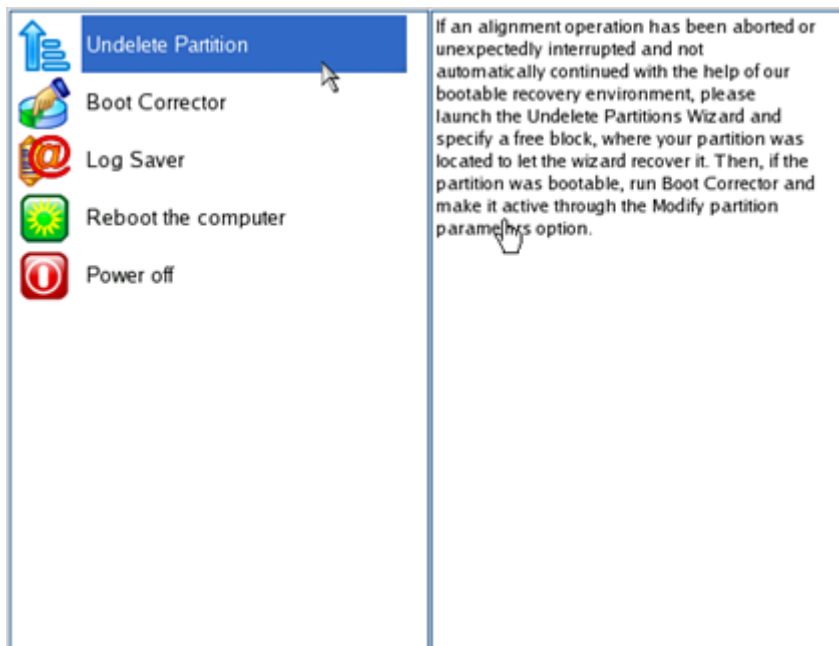 Undelete Partition
Boot Corrector
Log Saver
Reboot the computer
Power off
If an alignment operation has been aborted or
unexpectedly interrupted and not
automatically continued with the help of our
bootable recovery environment, please
launch the Undelete Partitions Wizard and
specify a free block, where your partition was
located to let the wizard recover it. Then, if the
partition was bootable, run Boot Corrector and
make it active through the Modify partition
parameters option.